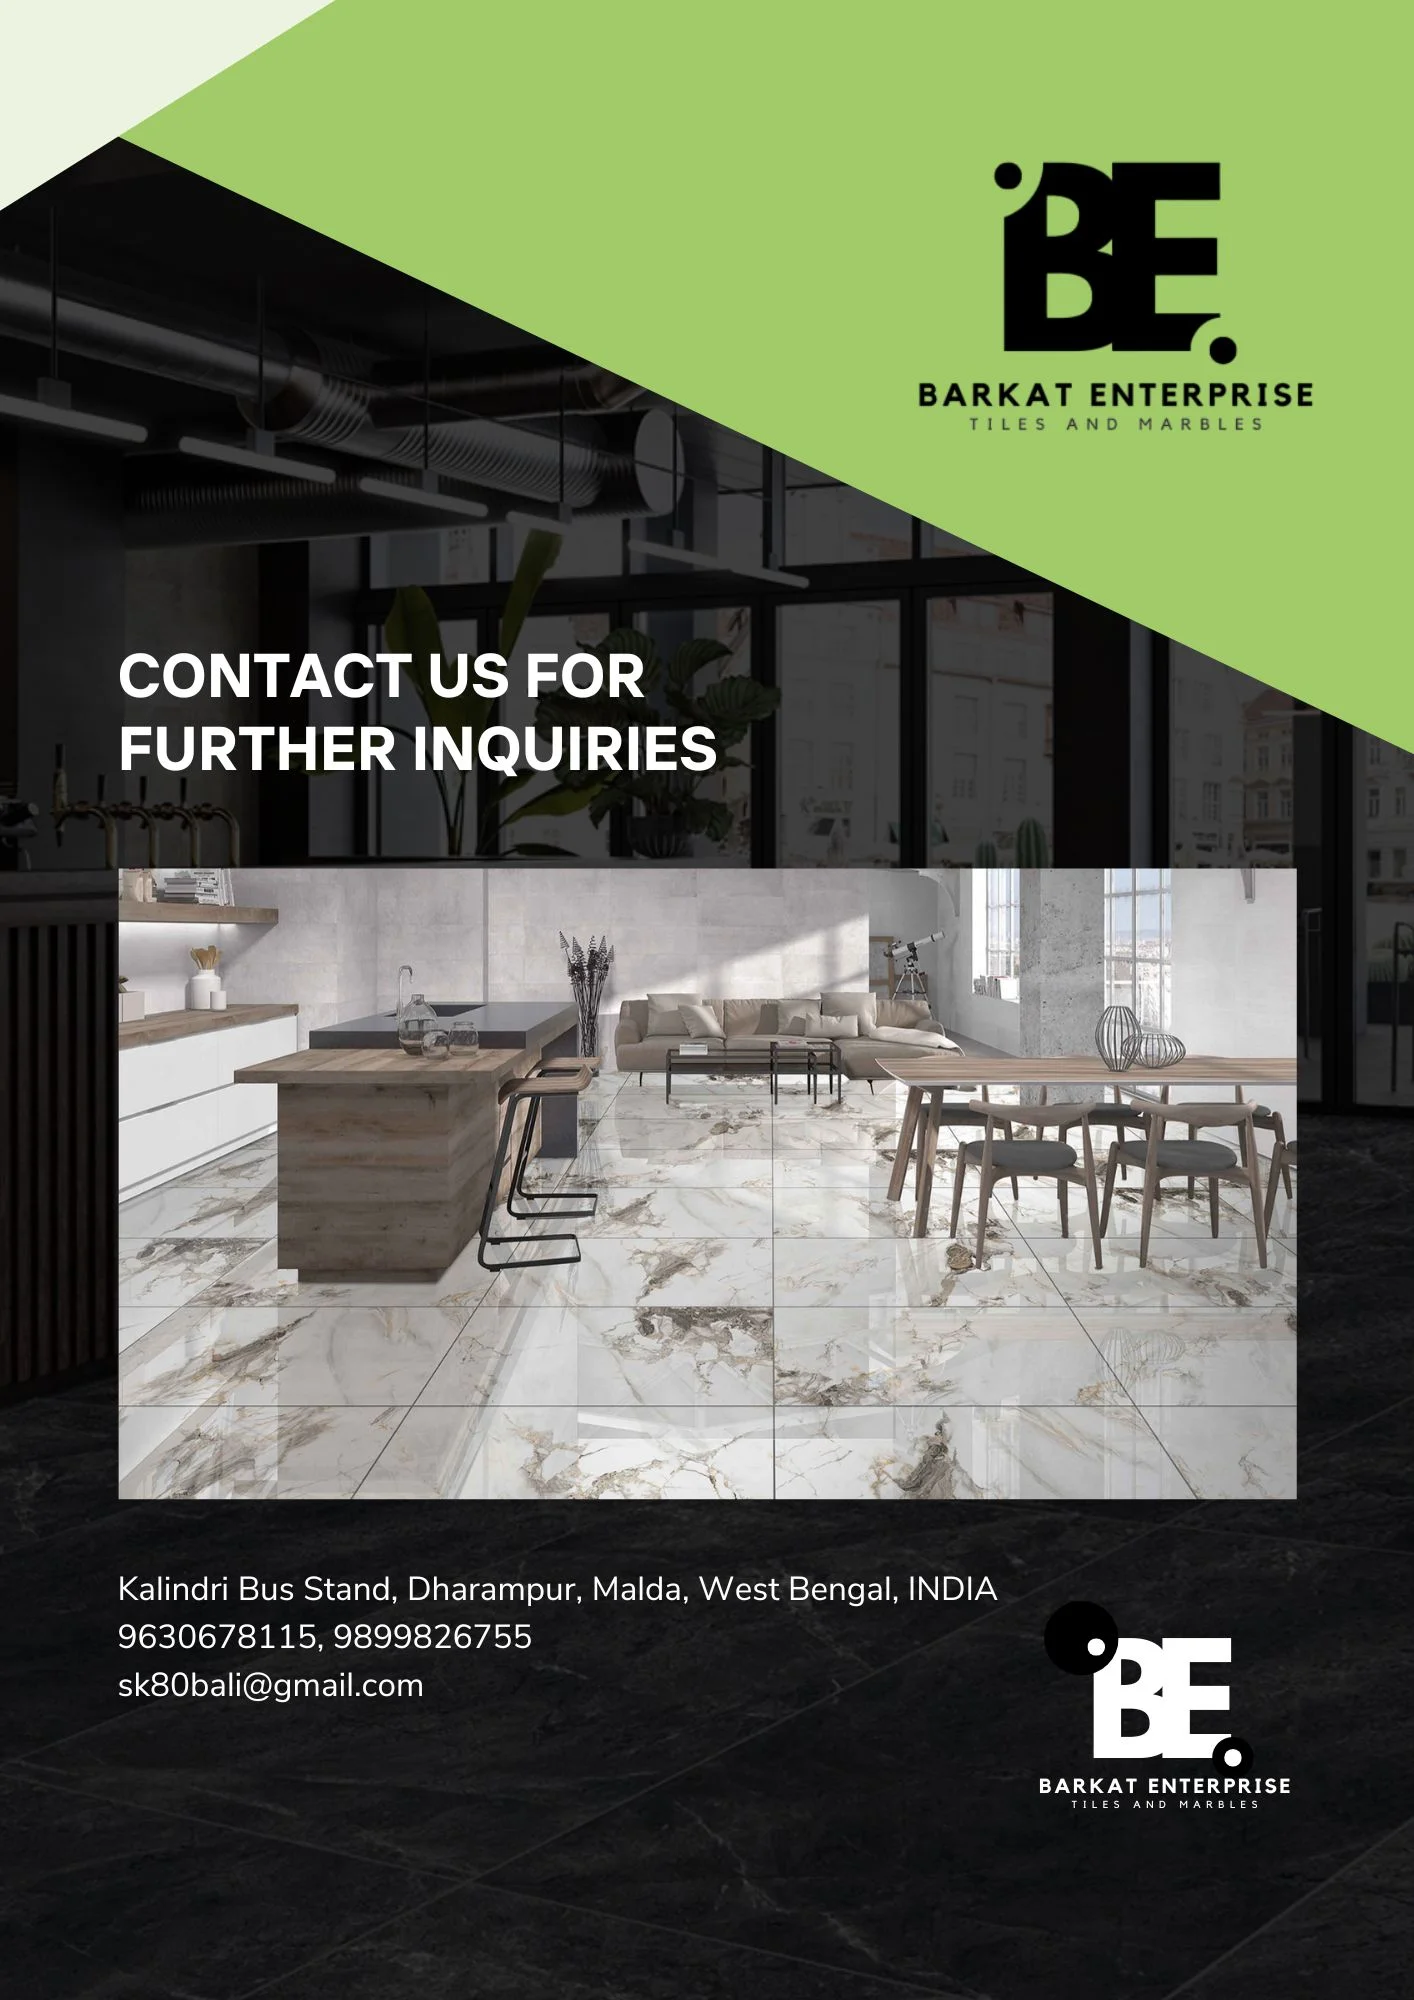 BE.
BARKAT ENTERPRISE
TILES AND MARBLES
CONTACT US FOR
FURTHER INQUIRIES
Kalindri Bus Stand, Dharampur, Malda, West Bengal, INDIA
9630678115, 9899826755
sk80bali@gmail.com
BE.
BARKAT ENTERPRISE
TILES AND MARBLES